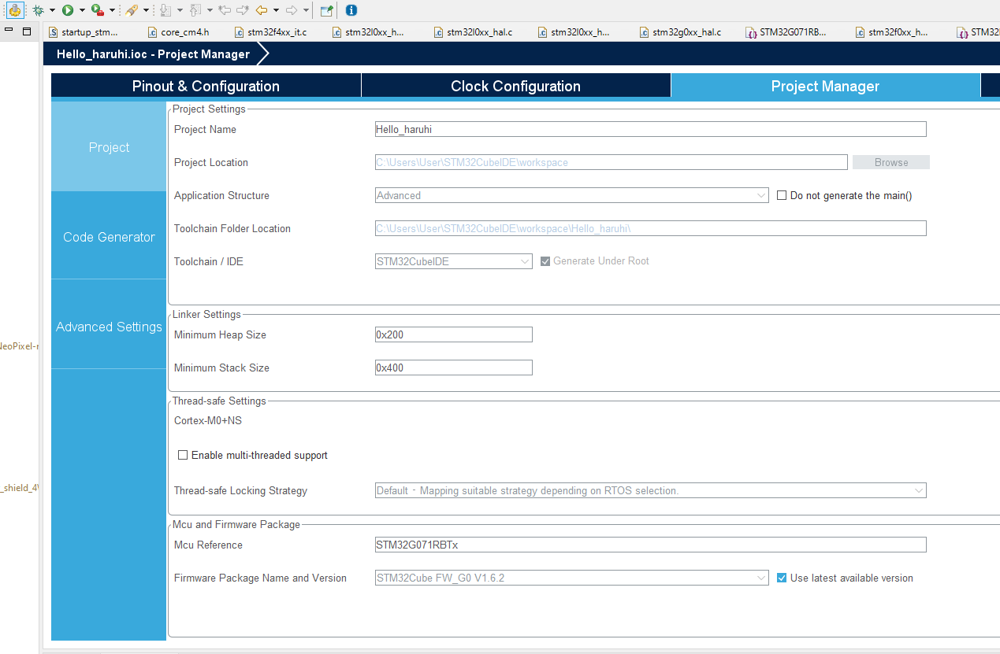 startup_stm... core_cm4.h stm32f4xx_it.c stm32l0xx_h... stm32l0xx_hal.c stm32l0xx_h... stm32g0xx_hal.c STM32G071RB... stm32f0xx_h... STM32
Hello_haruhi.ioc - Project Manager
Pinout & Configuration Clock Configuration Project Manager
Project
Code Generator
Advanced Settings
NeoPixel-r
_shield_4
Project Settings
Project Name Hello_haruhi
Project Location C:\Users\User\STM32CubeIDE\workspace Browse
Application Structure Advanced Do not generate the main()
Toolchain Folder Location C:\Users\User\STM32CubeIDE\workspace\Hello_haruhi\
Toolchain / IDE STM32CubeIDE Generate Under Root
Linker Settings
Minimum Heap Size 0x200
Minimum Stack Size 0x400
Thread-safe Settings
Cortex-M0+NS
Enable multi-threaded support
Thread-safe Locking Strategy Default - Mapping suitable strategy depending on RTOS selection.
Mcu and Firmware Package
Mcu Reference STM32G071RBTx
Firmware Package Name and Version STM32Cube FW_G0 V1.6.2 Use latest available version